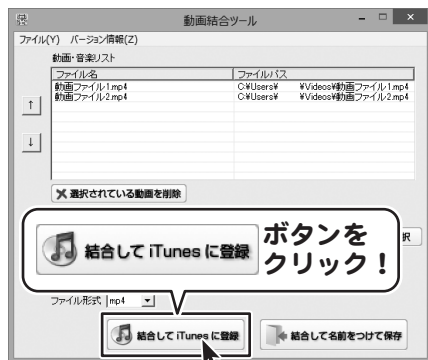 動画結合ツール
ファイル(Y) バージョン情報(Z)
動画・音楽リスト
ファイル名 ファイルパス
動画ファイル1.mp4 C:¥Users¥ ¥Videos¥動画ファイル1.mp4
動画ファイル2.mp4 C:¥Users¥ ¥Videos¥動画ファイル2.mp4
↑
↓
選択されている動画を削除
結合して iTunes に登録
ボタンを
クリック！
択
ファイル形式 mp4
結合して iTunes に登録
結合して名前をつけて保存